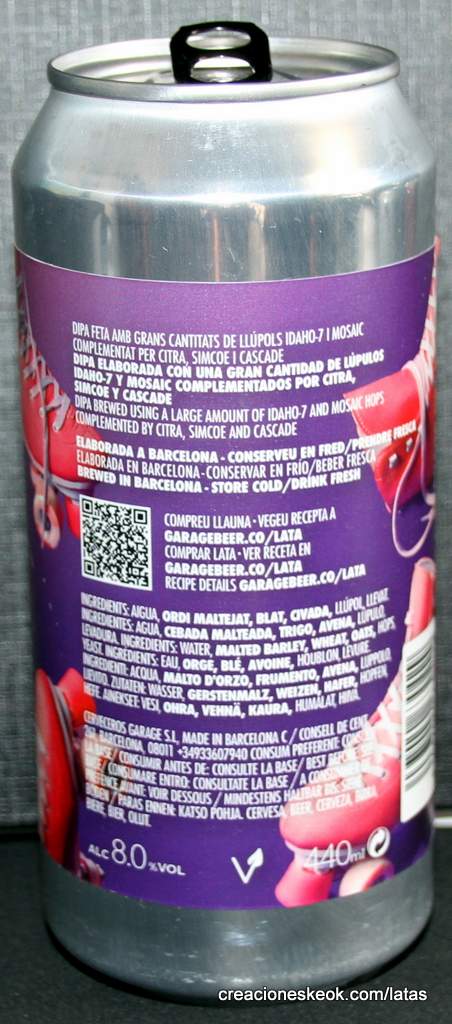 DIPA FETA AMB GRANS CANTITATS DE LLÚPOLS IDAHO-7 I MOSAIC
COMPLEMENTAT PER CITRA, SIMCOE I CASCADE
DIPA ELABORADA CON UNA GRAN CANTIDAD DE LÚPULOS
IDAHO-7 Y MOSAIC COMPLEMENTADOS POR CITRA,
SIMCOE Y CASCADE
DIPA BREWED USING A LARGE AMOUNT OF IDAHO-7 AND MOSAIC HOPS
COMPLEMENTED BY CITRA, SIMCOE AND CASCADE
ELABORADA A BARCELONA - CONSERVEU EN FRED/PRENDRE FRESCA
ELABORADA EN BARCELONA - CONSERVAR EN FRÍO/BEBER FRESCA
BREWED IN BARCELONA - STORE COLD/DRINK FRESH
COMPREU LLAUNA · VEGEU RECEPTA A
GARAGEBEER.CO/LATA
COMPRAR LATA · VER RECETA EN
GARAGEBEER.CO/LATA
RECIPE DETAILS GARAGEBEER.CO/LATA
INGREDIENTS: AIGUA, ORDI MALTEJAT, BLAT, CIVADA, LLÚPOL, LLEVAT.
INGREDIENTES: AGUA, CEBADA MALTEADA, TRIGO, AVENA, LÚPULO,
LEVADURA. INGREDIENTS: WATER, MALTED BARLEY, WHEAT, OATS, HOPS,
YEAST. INGREDIENTS: EAU, ORGE, BLÉ, AVOINE, HOUBLON, LEVURE.
INGREDIENTI: ACQUA, MALTO D'ORZO, FRUMENTO, AVENA, LUPPOLO,
LIEVITO. ZUTATEN: WASSER, GERSTENMALZ, WEIZEN, HAFER, HOPFEN,
HEFE. AINEKSET: VESI, OHRA, VEHNÄ, KAURA, HUMALAT, HIIVA.
CERVECEROS GARAGE S.L, MADE IN BARCELONA C/ CONSELL DE CENT
BARCELONA, 08011 +34933607940 CONSUM PREFERENT: CONSULTEU
LA BASE / CONSUMIR ANTES DE: CONSULTE LA BASE / BEST BEFORE: SEE
BASE / CONSUMARE ENTRO: CONSULTATE LA BASE / A CONSOMMER DE
AVANT: VOIR DESSOUS / MINDESTENS HALTBAR BIS: SIEHE
/ PARAS ENNEN: KATSO POHJA. CERVESA, BEER, CERVEZA, BIRRA,
BIÈRE, BIER, OLUT.
ALC 8.0 %VOL
440ml
creacioneskeok.com/latas